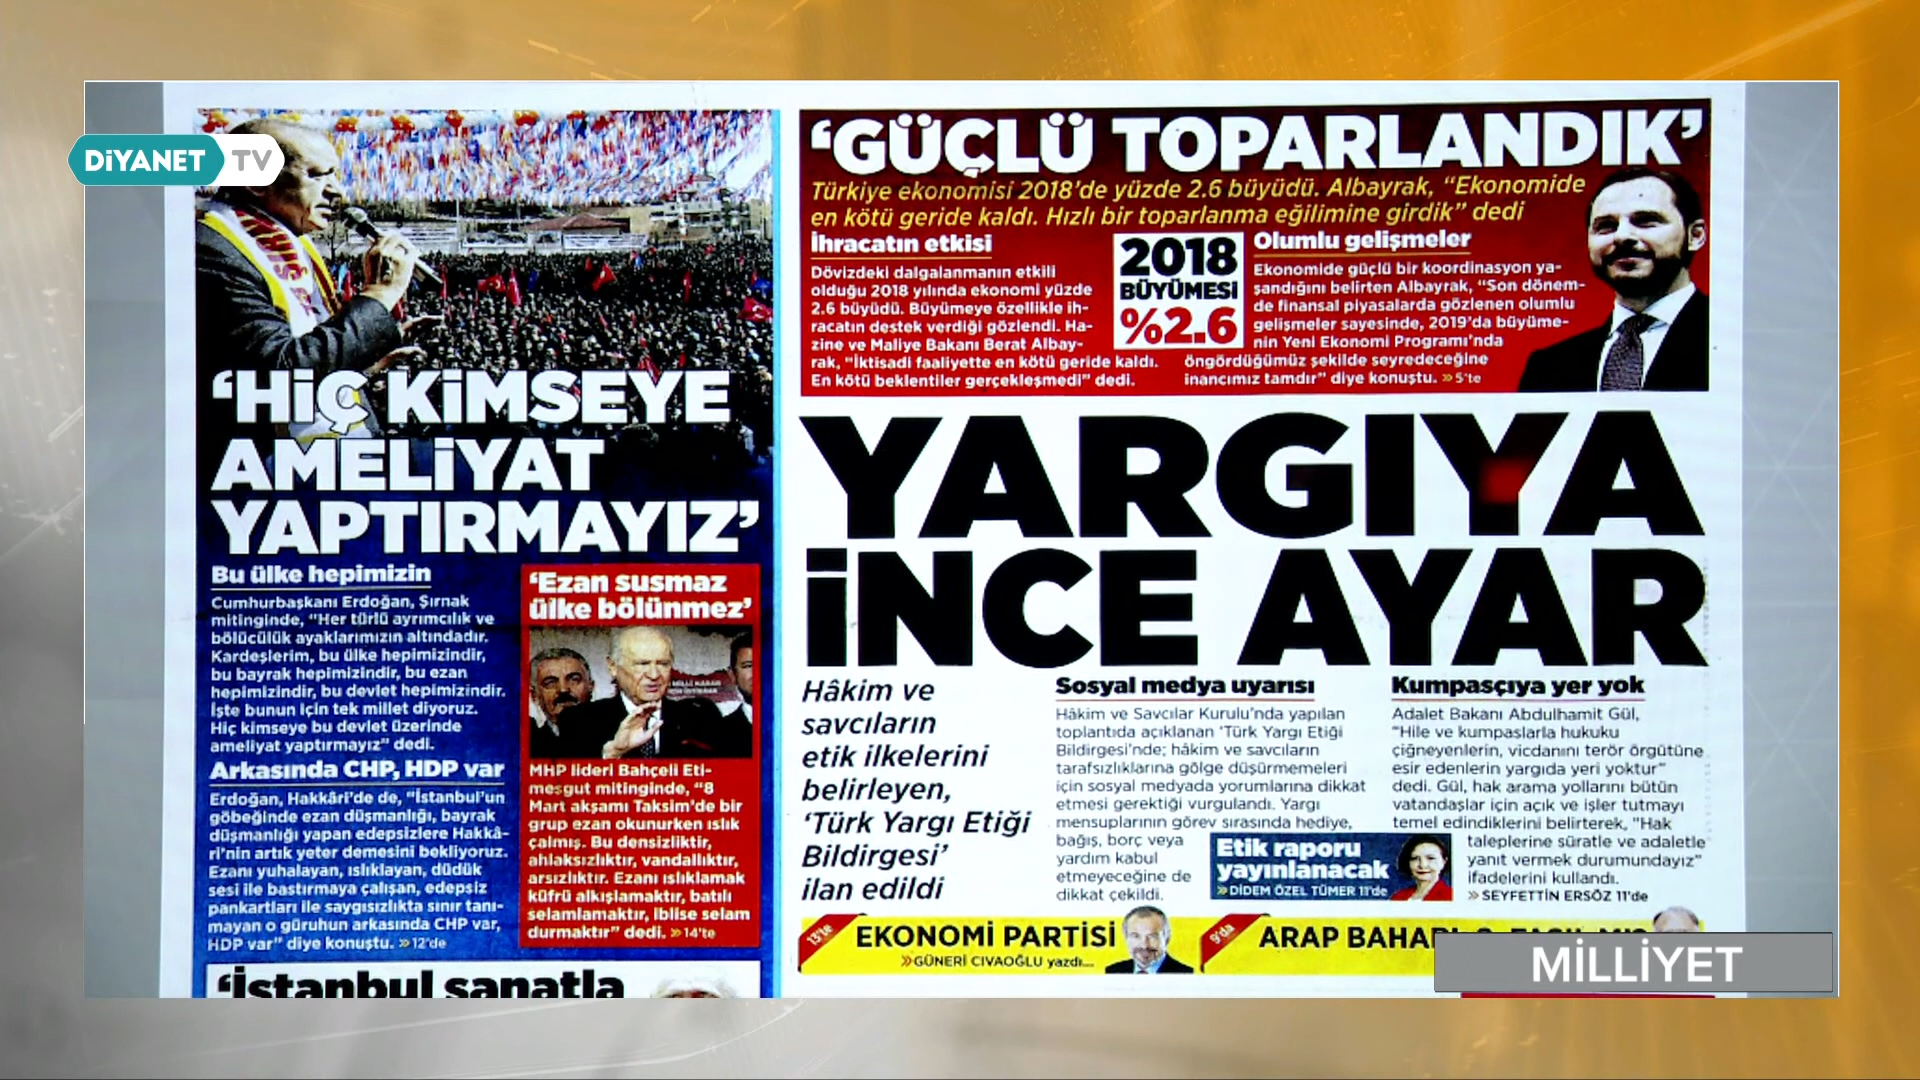 DİYANET TV
'HİÇ KİMSEYE
AMELİYAT
YAPTIRMAYIZ'
Bu ülke hepimizin
Cumhurbaşkanı Erdoğan, Şırnak
mitinginde, "Her türlü ayrımcılık ve
bölücülük ayaklarımızın altındadır.
Kardeşlerim, bu ülke hepimizindir,
bu bayrak hepimizindir, bu ezan
hepimizindir, bu devlet hepimizindir.
İşte bunun için tek millet diyoruz.
Hiç kimseye bu devlet üzerinde
ameliyat yaptırmayız" dedi.
Arkasında CHP, HDP var
Erdoğan, Hakkâri'de de, "İstanbul'un
göbeğinde ezan düşmanlığı, bayrak
düşmanlığı yapan edepsizlere Hakkâ-
ri'nin artık yeter demesini bekliyoruz.
Ezanı yuhalayan, ıslıklayan, düdük
sesi ile bastırmaya çalışan, edepsiz
pankartları ile saygısızlıkta sınır tanı-
mayan o güruhun arkasında CHP var,
HDP var" diye konuştu. »12'de
'Ezan susmaz
ülke bölünmez'
MHP lideri Bahçeli Eti-
mesgut mitinginde, "8
Mart akşamı Taksim'de bir
grup ezan okunurken ıslık
çalmış. Bu densizliktir,
ahlaksızlıktır, vandallıktır,
arsızlıktır. Ezanı ıslıklamak
küfrü alkışlamaktır, batılı
selamlamaktır, iblise selam
durmaktır" dedi. »14'te
'İstanbul sanatla
'GÜÇLÜ TOPARLANDIK'
Türkiye ekonomisi 2018'de yüzde 2.6 büyüdü. Albayrak, "Ekonomide
en kötü geride kaldı. Hızlı bir toparlanma eğilimine girdik" dedi
İhracatın etkisi
Dövizdeki dalgalanmanın etkili
olduğu 2018 yılında ekonomi yüzde
2.6 büyüdü. Büyümeye özellikle ih-
racatın destek verdiği gözlendi. Ha-
zine ve Maliye Bakanı Berat Albay-
rak, "İktisadi faaliyette en kötü geride kaldı.
En kötü beklentiler gerçekleşmedi" dedi.
2018
BÜYÜMESİ
%2.6
Olumlu gelişmeler
Ekonomide güçlü bir koordinasyon ya-
şandığını belirten Albayrak, "Son dönem-
de finansal piyasalarda gözlenen olumlu
gelişmeler sayesinde, 2019'da büyüme-
nin Yeni Ekonomi Programı'nda
öngördüğümüz şekilde seyredeceğine
inancımız tamdır" diye konuştu. »5'te
YARGIYA
İNCE AYAR
Hâkim ve
savcıların
etik ilkelerini
belirleyen,
'Türk Yargı Etiği
Bildirgesi'
ilan edildi
Sosyal medya uyarısı
Hâkim ve Savcılar Kurulu'nda yapılan
toplantıda açıklanan 'Türk Yargı Etiği
Bildirgesi'nde; hâkim ve savcıların
tarafsızlıklarına gölge düşürmemeleri
için sosyal medyada yorumlarına dikkat
etmesi gerektiği vurgulandı. Yargı
mensuplarının görev sırasında hediye,
bağış, borç veya
yardım kabul
etmeyeceğine de
dikkat çekildi.
Etik raporu
yayınlanacak
»DİDEM ÖZEL TÜMER 11'de
Kumpasçıya yer yok
Adalet Bakanı Abdulhamit Gül,
"Hile ve kumpaslarla hukuku
çiğneyenlerin, vicdanını terör örgütüne
esir edenlerin yargıda yeri yoktur"
dedi. Gül, hak arama yollarını bütün
vatandaşlar için açık ve işler tutmayı
temel edindiklerini belirterek, "Hak
taleplerine süratle ve adaletle
yanıt vermek durumundayız"
ifadelerini kullandı.
»SEYFETTİN ERSÖZ 11'de
13'te
EKONOMİ PARTİSİ
»GÜNERİ CIVAOĞLU yazdı...
9'da
ARAP BAHARI
MİLLİYET